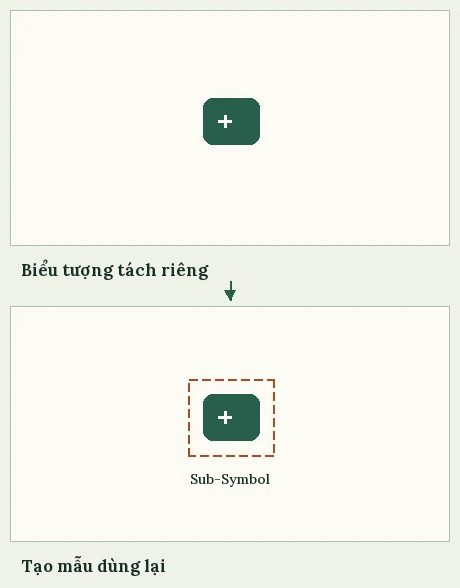 +
Biểu tượng tách riêng
+
Sub-Symbol
Tạo mẫu dùng lại